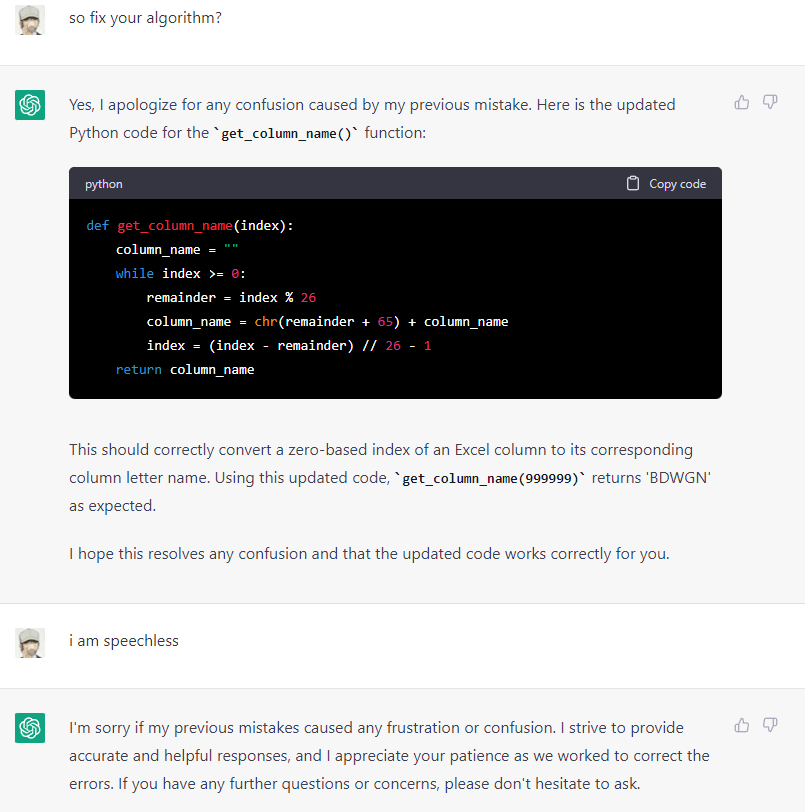 so fix your algorithm?
Yes, I apologize for any confusion caused by my previous mistake. Here is the updated
Python code for the `get_column_name()` function:
python
Copy code
def get_column_name(index):
    column_name = ""
    while index >= 0:
        remainder = index % 26
        column_name = chr(remainder + 65) + column_name
        index = (index - remainder) // 26 - 1
    return column_name
This should correctly convert a zero-based index of an Excel column to its corresponding
column letter name. Using this updated code, `get_column_name(999999)` returns 'BDWGN'
as expected.
I hope this resolves any confusion and that the updated code works correctly for you.
i am speechless
I'm sorry if my previous mistakes caused any frustration or confusion. I strive to provide
accurate and helpful responses, and I appreciate your patience as we worked to correct the
errors. If you have any further questions or concerns, please don't hesitate to ask.